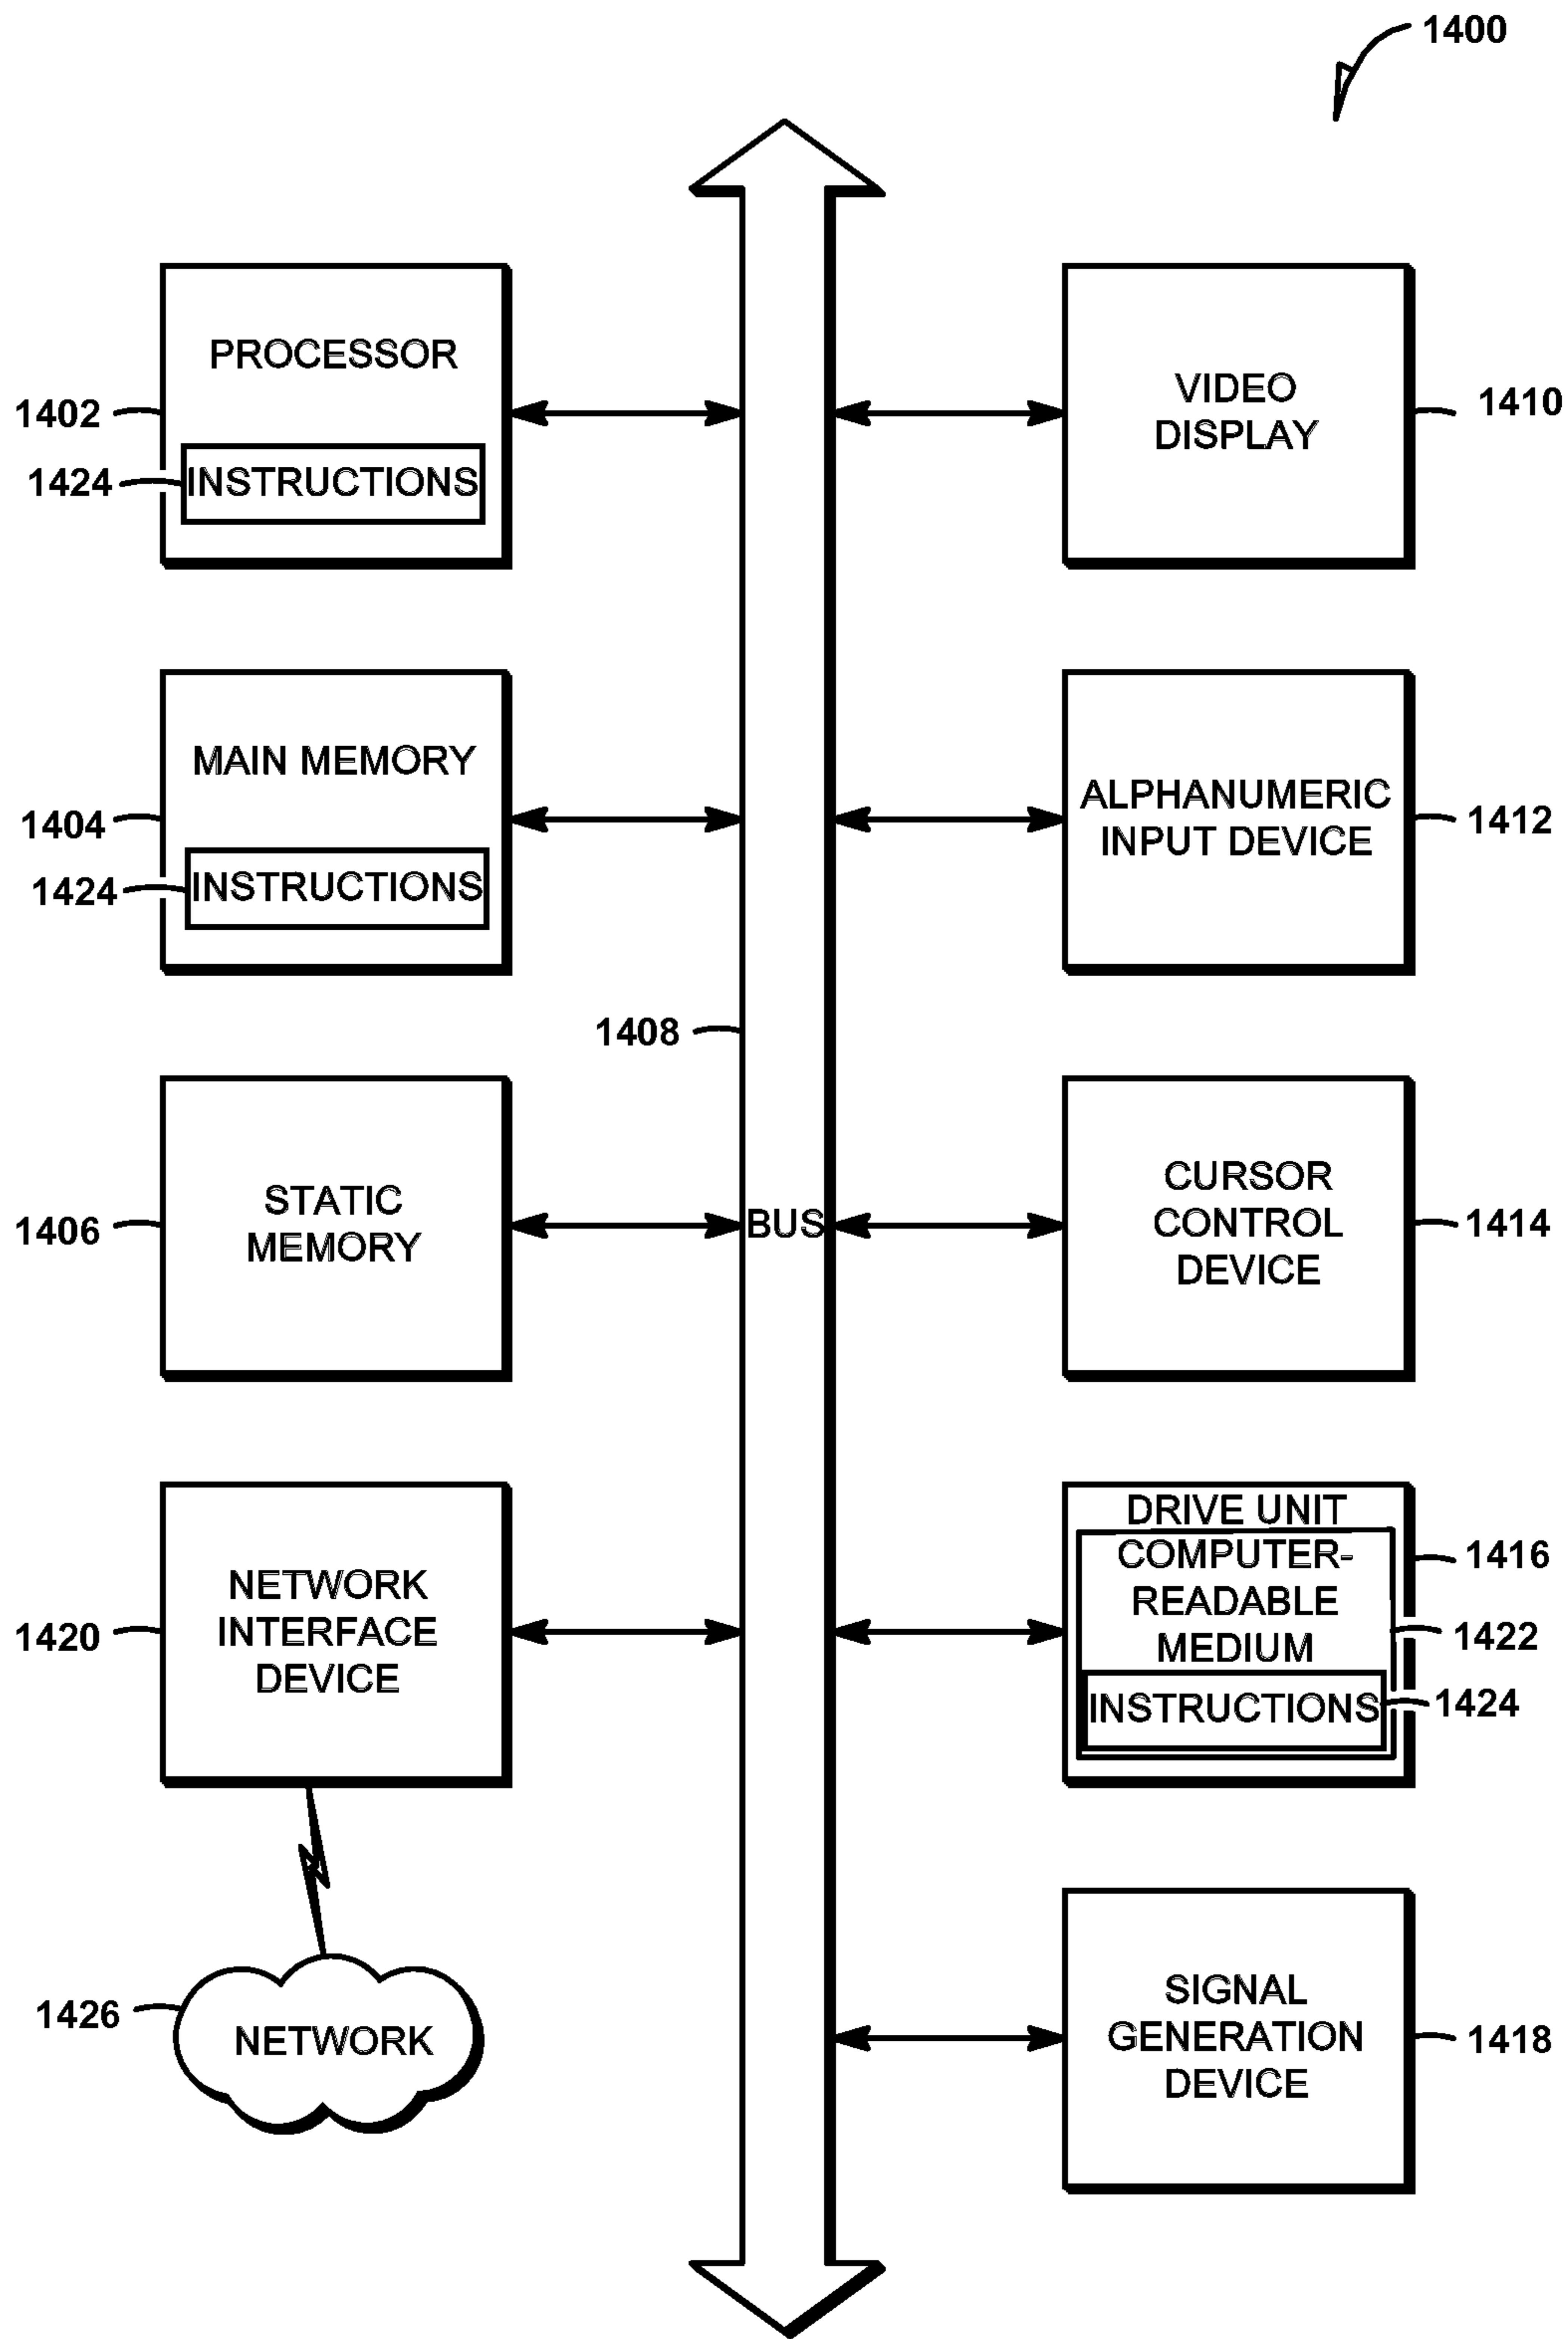 1400
PROCESSOR
1402
1424
INSTRUCTIONS
VIDEO
DISPLAY
1410
MAIN MEMORY
1404
1424
INSTRUCTIONS
ALPHANUMERIC
INPUT DEVICE
1412
1408
STATIC
MEMORY
1406
BUS
CURSOR
CONTROL
DEVICE
1414
NETWORK
INTERFACE
DEVICE
1420
DRIVE UNIT
COMPUTER-
READABLE
MEDIUM
INSTRUCTIONS
1416
1422
1424
1426
NETWORK
SIGNAL
GENERATION
DEVICE
1418